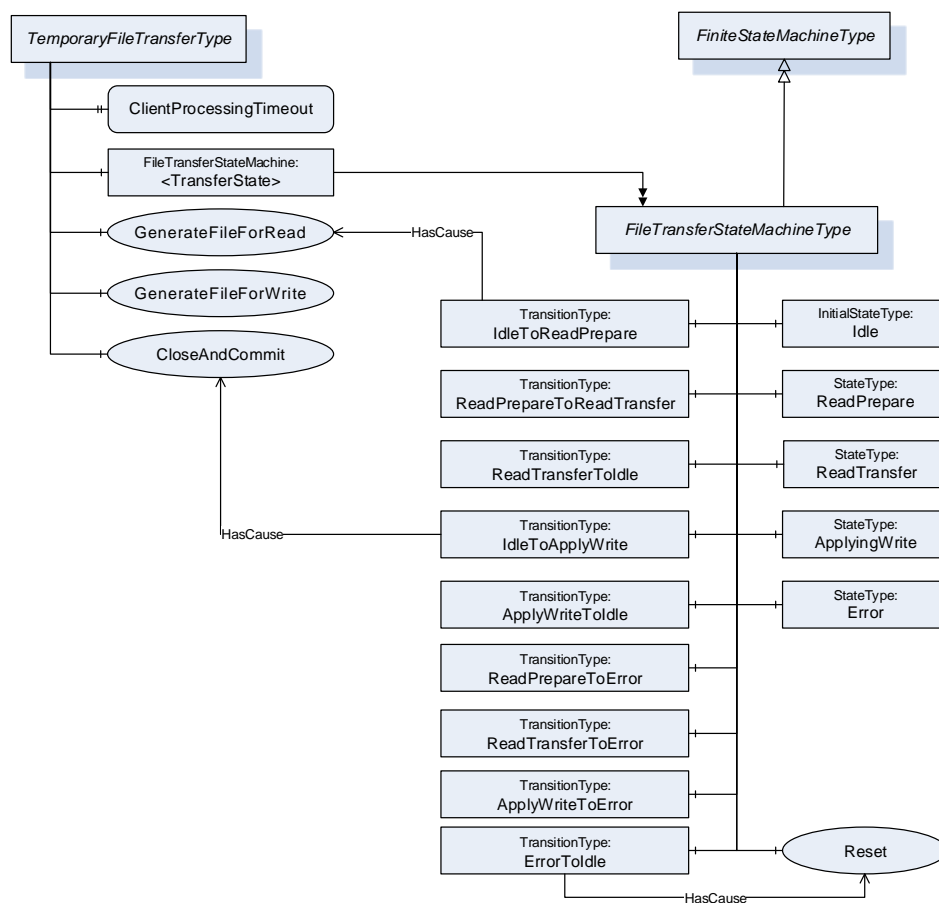 TemporaryFileTransferType
FiniteStateMachineType
ClientProcessingTimeout
FileTransferStateMachine:
<TransferState>
GenerateFileForRead
HasCause
FileTransferStateMachineType
GenerateFileForWrite
CloseAndCommit
TransitionType:
IdleToReadPrepare
InitialStateType:
Idle
TransitionType:
ReadPrepareToReadTransfer
StateType:
ReadPrepare
TransitionType:
ReadTransferToIdle
StateType:
ReadTransfer
HasCause
TransitionType:
IdleToApplyWrite
StateType:
ApplyingWrite
TransitionType:
ApplyWriteToIdle
StateType:
Error
TransitionType:
ReadPrepareToError
TransitionType:
ReadTransferToError
TransitionType:
ApplyWriteToError
TransitionType:
ErrorToIdle
Reset
HasCause